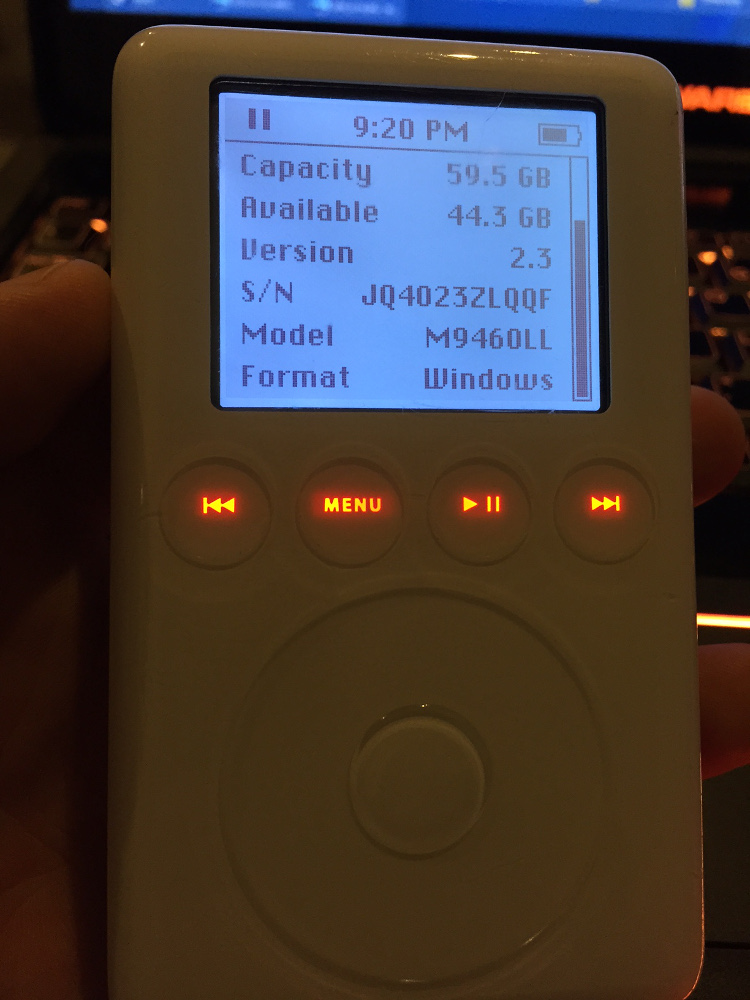 9:20 PM
Capacity 59.5 GB
Available 44.3 GB
Version 2.3
S/N JQ4023ZLQQF
Model M9460LL
Format Windows
MENU